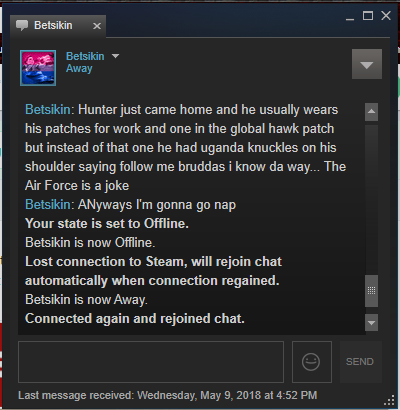 Betsikin
Betsikin
Away
Betsikin: Hunter just came home and he usually wears
his patches for work and one in the global hawk patch
but instead of that one he had uganda knuckles on his
shoulder saying follow me bruddas i know da way... The
Air Force is a joke
Betsikin: ANyways I'm gonna go nap
Your state is set to Offline.
Betsikin is now Offline.
Lost connection to Steam, will rejoin chat
automatically when connection regained.
Betsikin is now Away.
Connected again and rejoined chat.
SEND
Last message received: Wednesday, May 9, 2018 at 4:52 PM